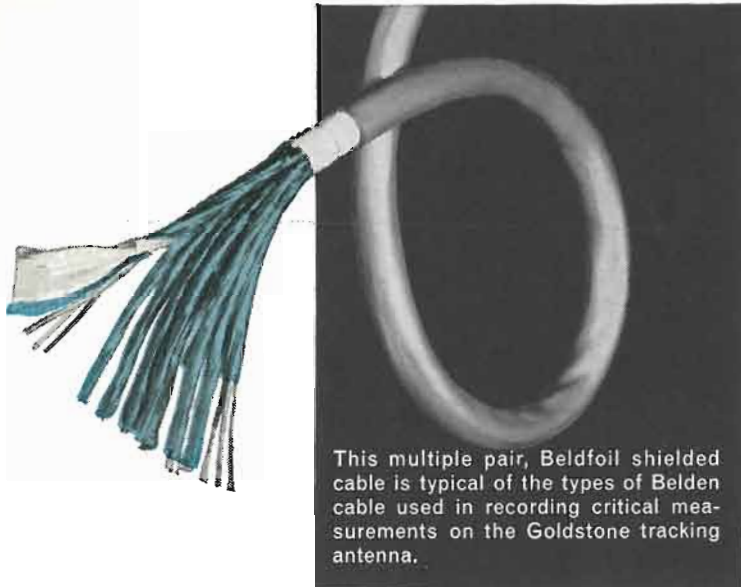 This multiple pair, Beldfoil shielded
cable is typical of the types of Belden
cable used in recording critical mea-
surements on the Goldstone tracking
antenna.